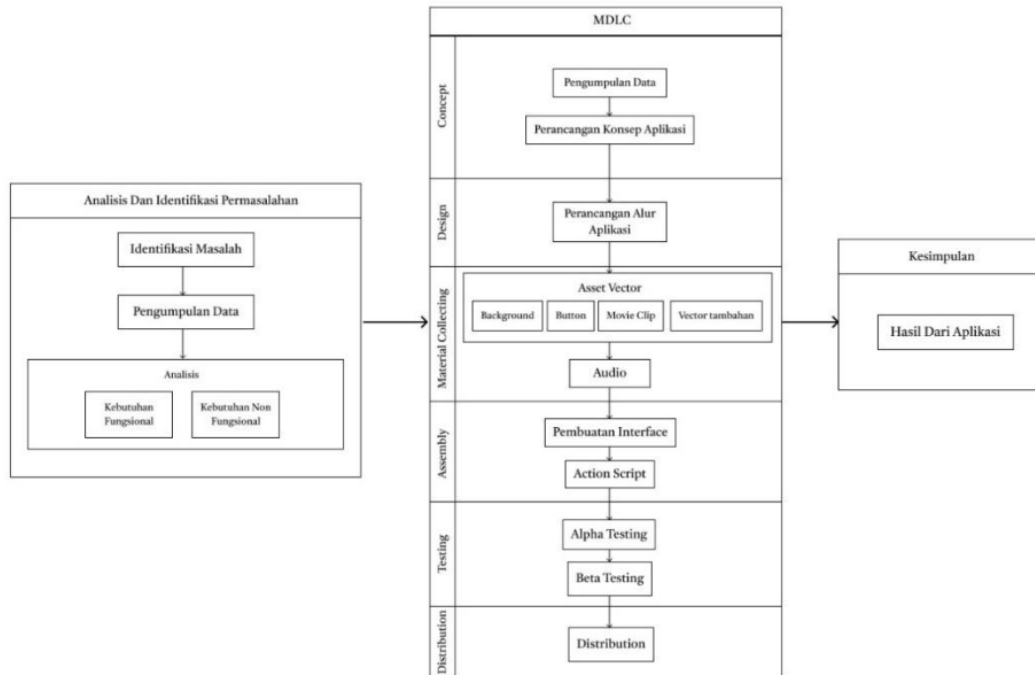 Analisis Dan Identifikasi Permasalahan
Identifikasi Masalah
Pengumpulan Data
Analisis
Kebutuhan
Fungsional
Kebutuhan Non
Fungsional
MDLC
Concept
Pengumpulan Data
Perancangan Konsep Aplikasi
Design
Perancangan Alur
Aplikasi
Material Collecting
Asset Vector
Background
Button
Movie Clip
Vector tambahan
Audio
Assembly
Pembuatan Interface
Action Script
Testing
Alpha Testing
Beta Testing
Distribution
Distribution
Kesimpulan
Hasil Dari Aplikasi